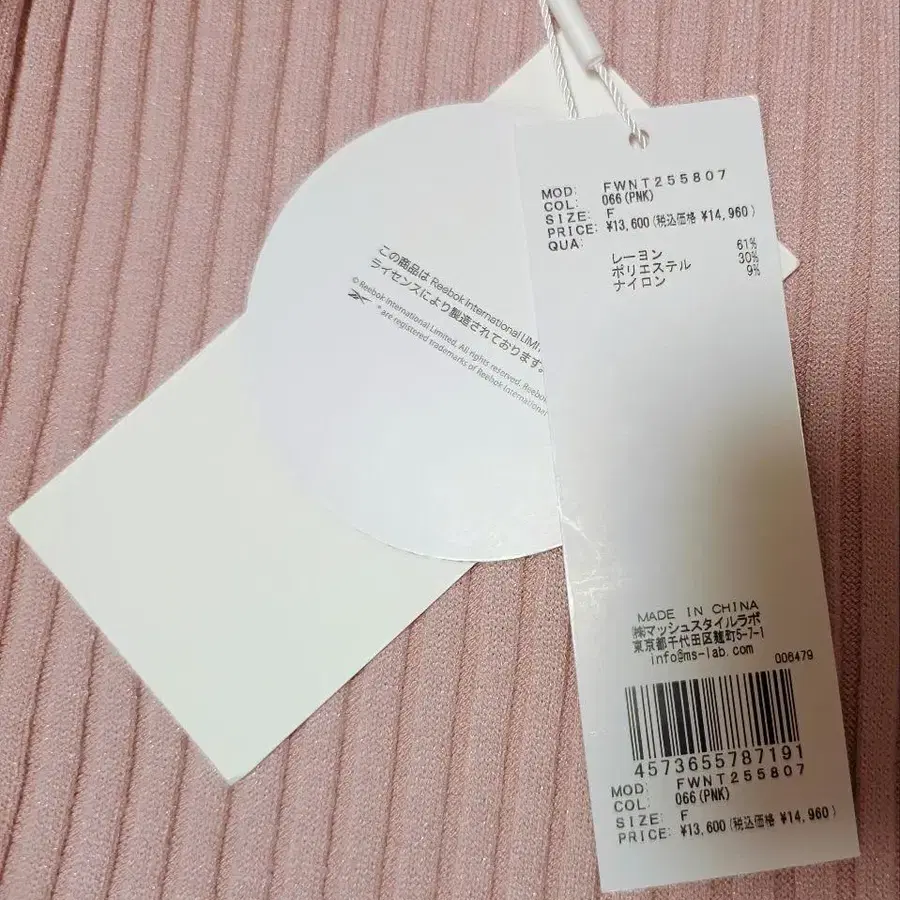 MOD: FWNT255807
COL: 066(PNK)
SIZE: F
PRICE: ¥13,600(税込価格 ¥14,960)
QUA:
レーヨン 61%
ポリエステル 30%
ナイロン 9%
この商品は Reebok International LIMI
ライセンスにより製造されております。
© Reebok International Limited. All rights reserved. Reebok
are registered trademarks of Reebok International
MADE IN CHINA
㈱マッシュスタイルラボ
東京都千代田区麹町5-7-1
info@ms-lab.com
006479
4573655787191
MOD: FWNT255807
COL: 066(PNK)
SIZE: F
PRICE: ¥13,600(税込価格 ¥14,960)